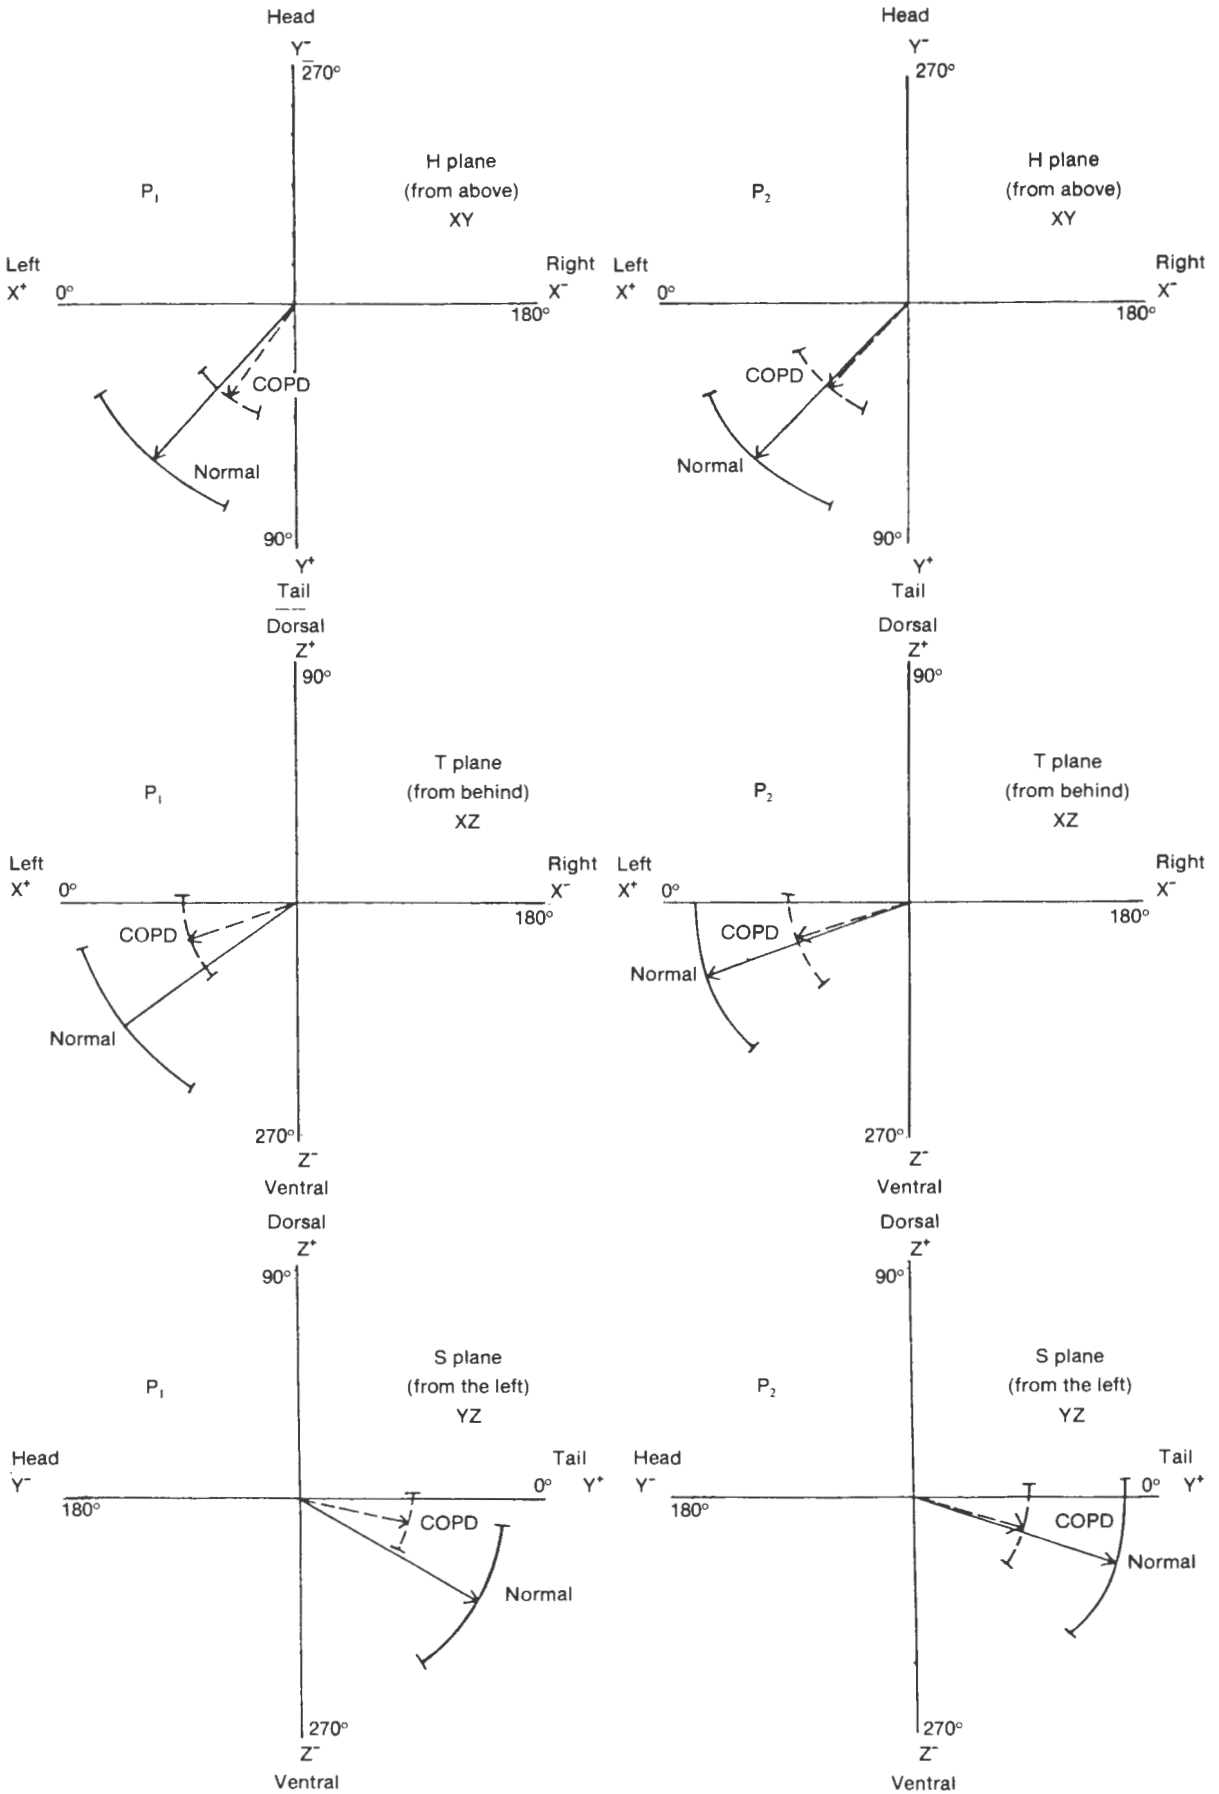 Head
Y⁻
270°
H plane
P₁
(from above)
XY
Left
Right
X⁺ 0°
X⁻
180°
COPD
Normal
90°
Y⁺
Tail
Head
Y⁻
270°
H plane
P₂
(from above)
XY
Left
Right
X⁺ 0°
X⁻
180°
COPD
Normal
90°
Y⁺
Tail
Dorsal
Z⁺
90°
T plane
P₁
(from behind)
XZ
Left
Right
X⁺ 0°
X⁻
180°
COPD
Normal
270°
Z⁻
Ventral
Dorsal
Z⁺
90°
T plane
P₂
(from behind)
XZ
Left
Right
X⁺ 0°
X⁻
180°
COPD
Normal
270°
Z⁻
Ventral
Dorsal
Z⁺
90°
S plane
P₁
(from the left)
YZ
Head
Tail
Y⁻
0° Y⁺
180°
COPD
Normal
270°
Z⁻
Ventral
Dorsal
Z⁺
90°
S plane
P₂
(from the left)
YZ
Head
Tail
Y⁻
0° Y⁺
180°
COPD
Normal
270°
Z⁻
Ventral